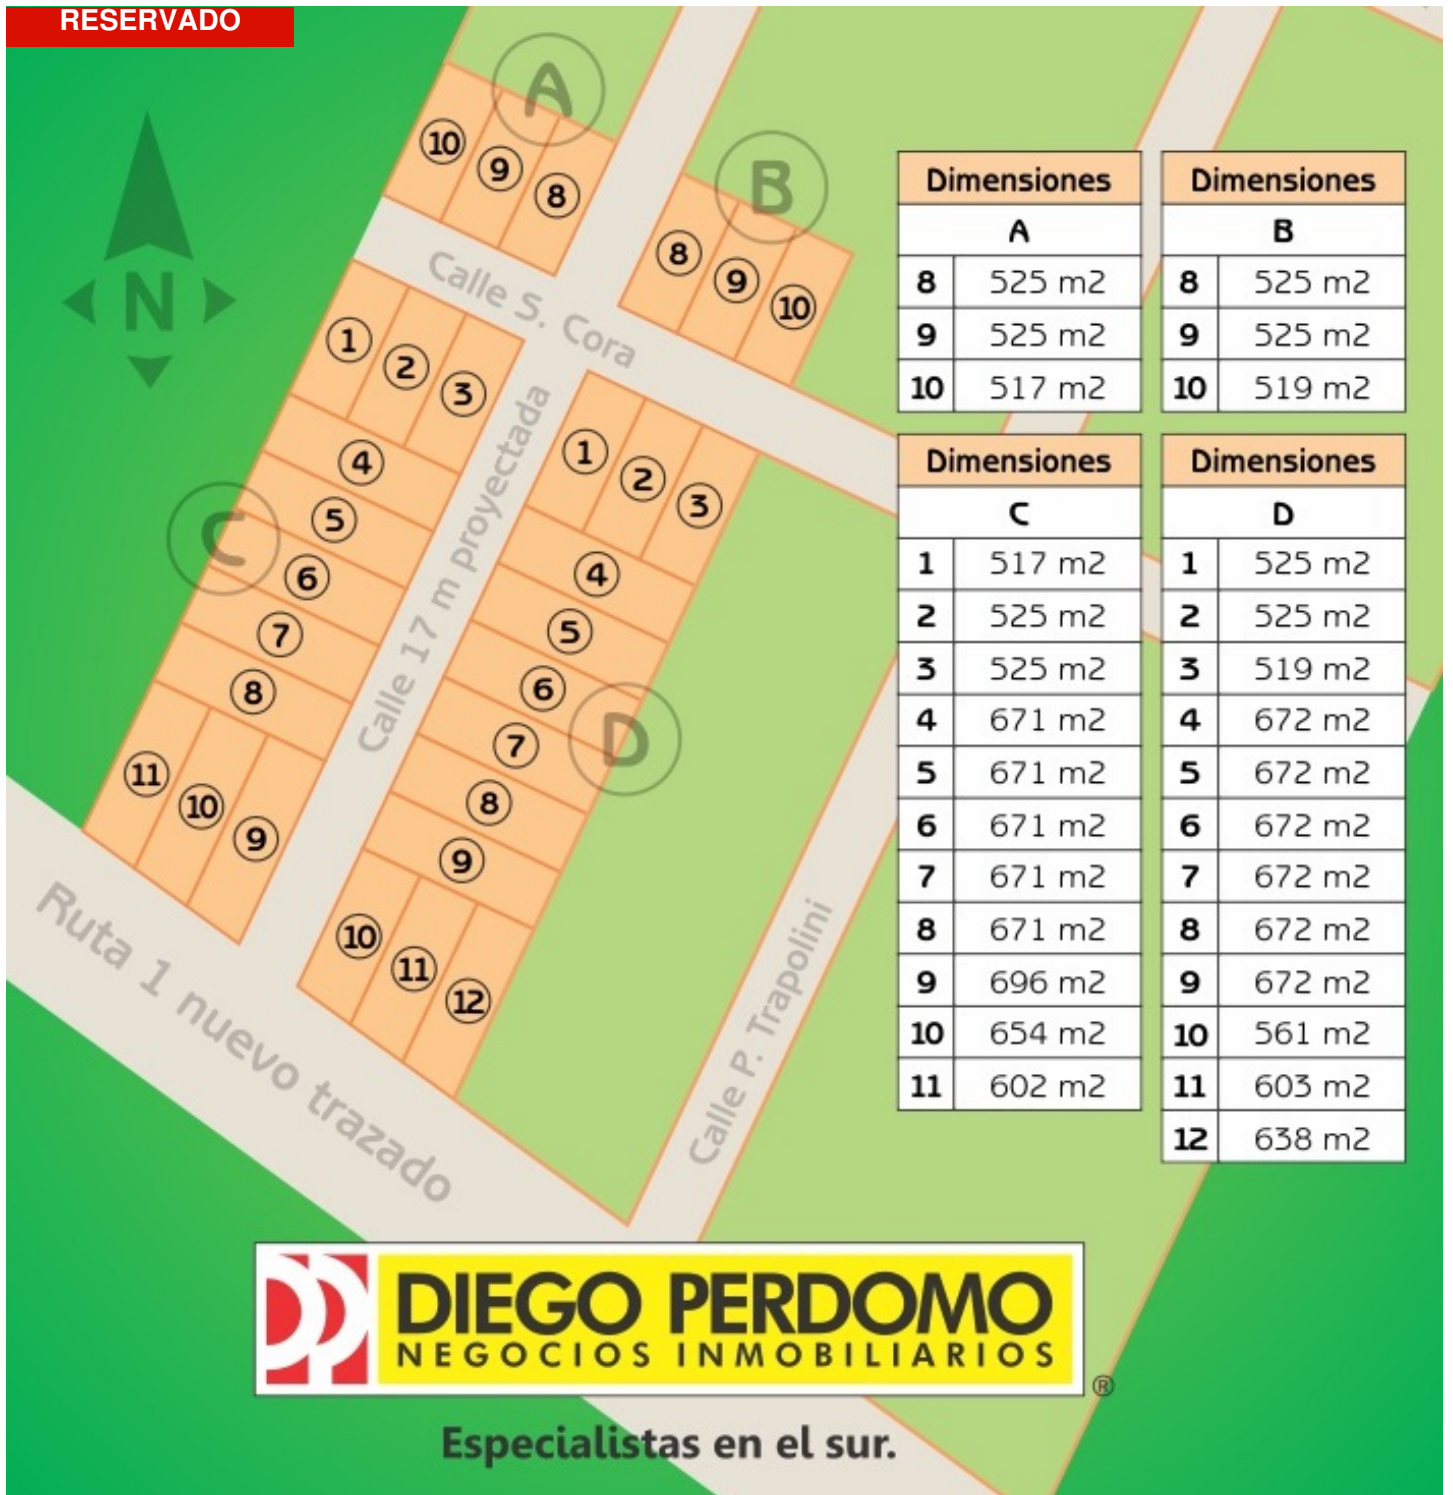 RESERVADO
A
10
9
8
B
8
9
10
N
Calle S. Cora
C
1
2
3
4
5
6
7
8
11
10
9
Calle 17 m proyectada
D
1
2
3
4
5
6
7
8
9
10
11
12
Ruta 1 nuevo trazado
Calle P. Trapolini
Dimensiones
A
8 525 m2
9 525 m2
10 517 m2
Dimensiones
B
8 525 m2
9 525 m2
10 519 m2
Dimensiones
C
1 517 m2
2 525 m2
3 525 m2
4 671 m2
5 671 m2
6 671 m2
7 671 m2
8 671 m2
9 696 m2
10 654 m2
11 602 m2
Dimensiones
D
1 525 m2
2 525 m2
3 519 m2
4 672 m2
5 672 m2
6 672 m2
7 672 m2
8 672 m2
9 672 m2
10 561 m2
11 603 m2
12 638 m2
DIEGO PERDOMO
NEGOCIOS INMOBILIARIOS
®
Especialistas en el sur.